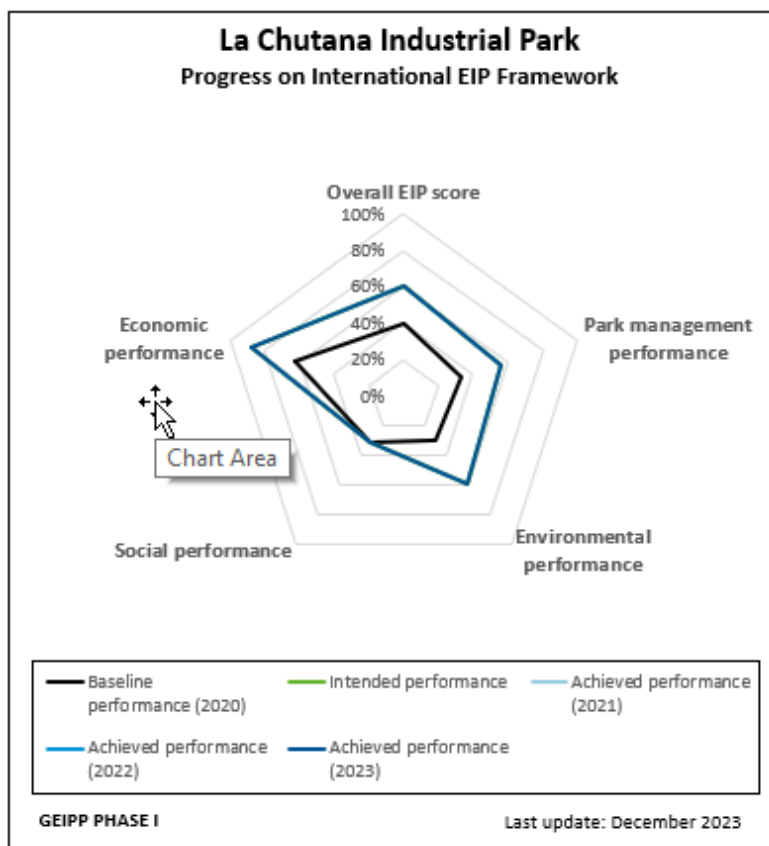 La Chutana Industrial Park
Progress on International EIP Framework
Overall EIP score
100%
80%
60%
40%
20%
0%
Economic
performance
Park management
performance
Chart Area
Social performance
Environmental
performance
Baseline
performance (2020)
Intended performance
Achieved performance
(2021)
Achieved performance
(2022)
Achieved performance
(2023)
GEIPP PHASE I
Last update: December 2023